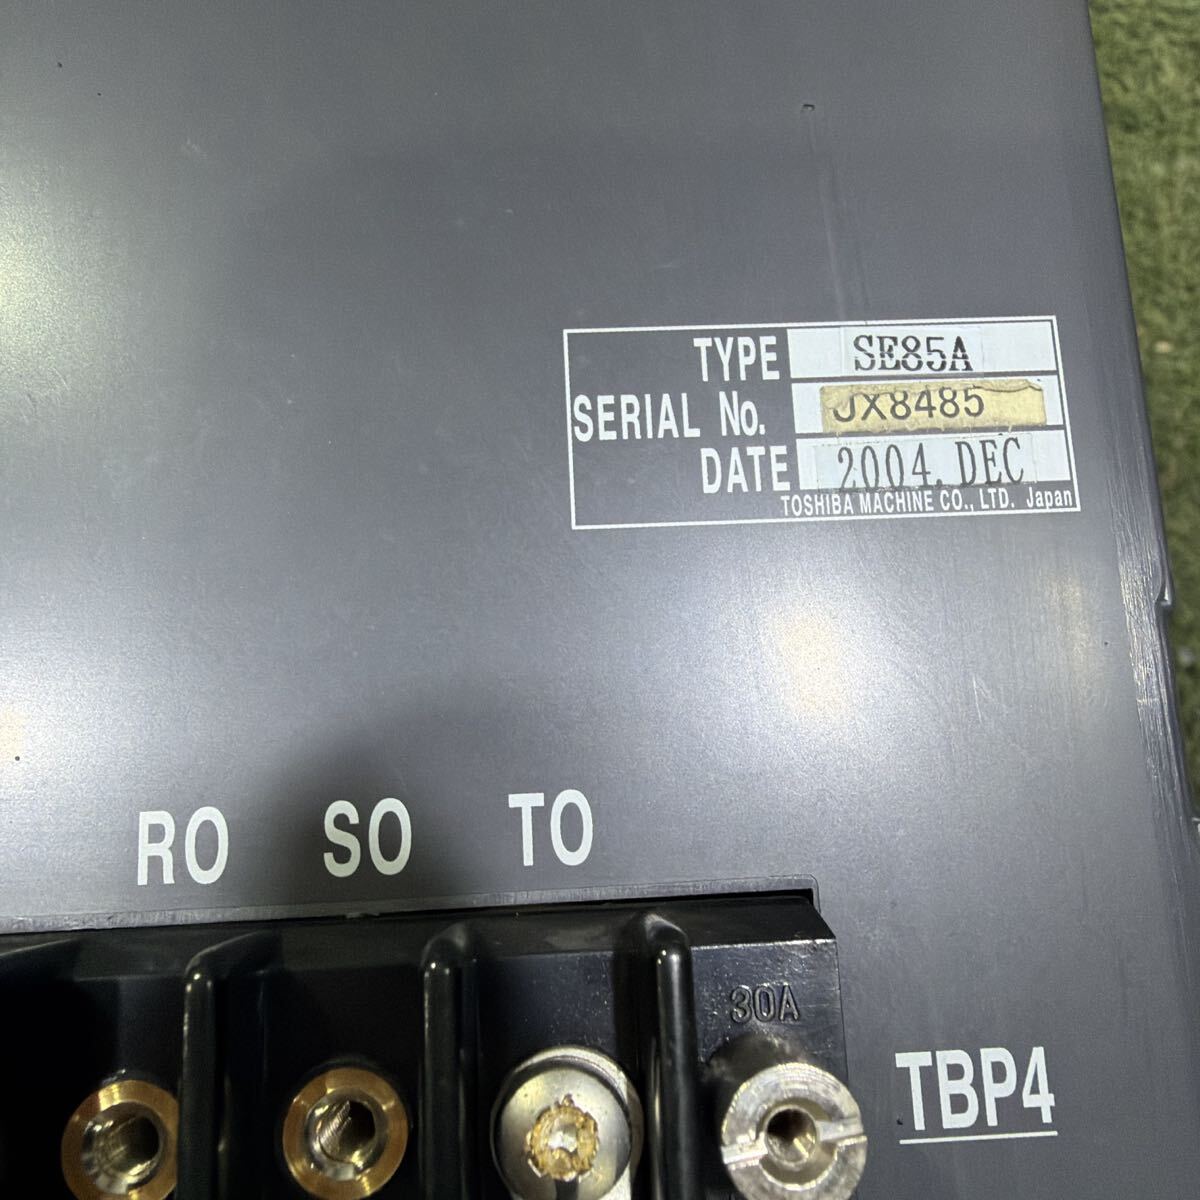 TYPE SE85A
SERIAL No. JX8485
DATE 2004. DEC
TOSHIBA MACHINE CO., LTD. Japan
RO SO TO
30A
TBP4